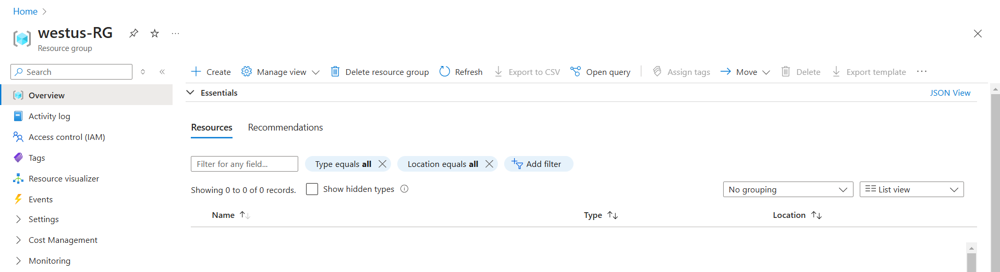 Home
westus-RG
Resource group
Search
Overview
Activity log
Access control (IAM)
Tags
Resource visualizer
Events
Settings
Cost Management
Monitoring
Create Manage view Delete resource group Refresh Export to CSV Open query Assign tags Move Delete Export template
Essentials JSON View
Resources Recommendations
Filter for any field... Type equals all Location equals all Add filter
Showing 0 to 0 of 0 records. Show hidden types No grouping List view
Name Type Location